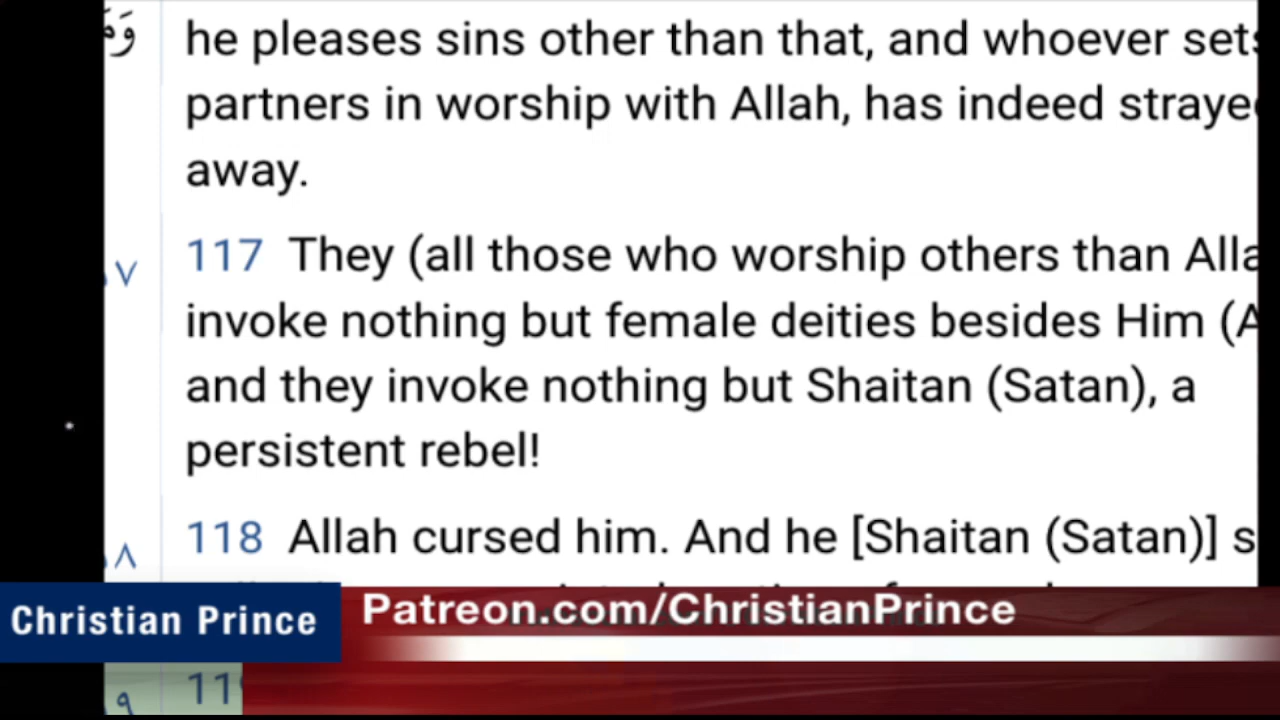 he pleases sins other than that, and whoever sets
partners in worship with Allah, has indeed straye
away.
117 They (all those who worship others than Alla
invoke nothing but female deities besides Him (A
and they invoke nothing but Shaitan (Satan), a
persistent rebel!
118 Allah cursed him. And he [Shaitan (Satan)] s
Christian Prince
Patreon.com/ChristianPrince